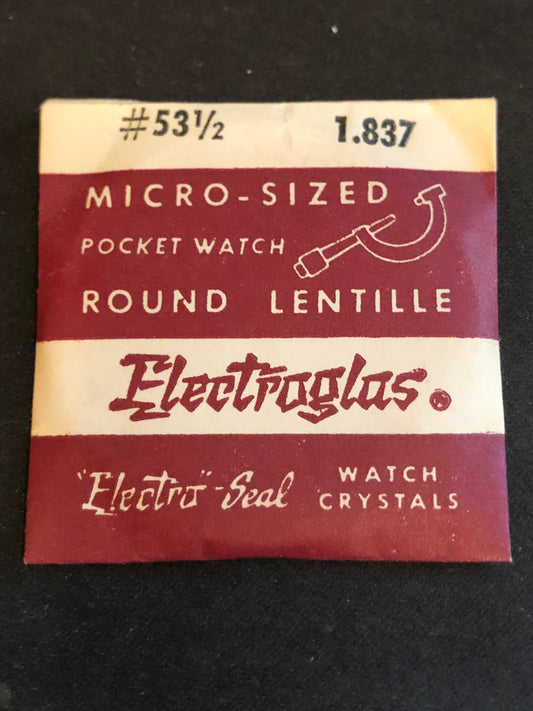 #53½ 1.837
MICRO-SIZED
POCKET WATCH
ROUND LENTILLE
Electroglas®
"Electro"-Seal WATCH
CRYSTALS